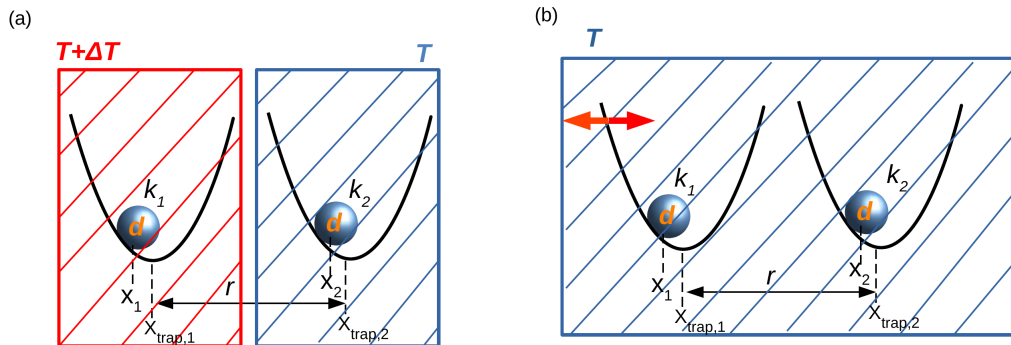 (a)
T+ΔT
T
k1
k2
d
d
x1
x2
r
xtrap,1
xtrap,2
(b)
T
k1
k2
d
d
x1
x2
r
xtrap,1
xtrap,2